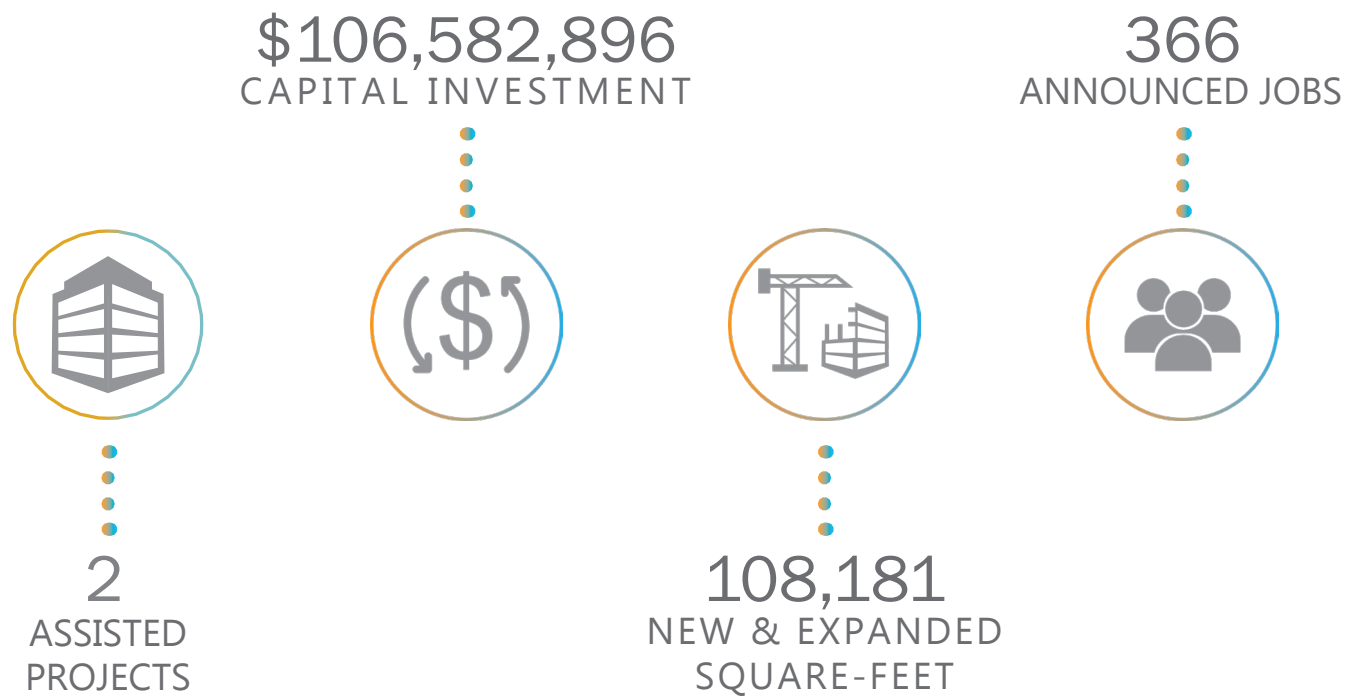 $106,582,896
CAPITAL INVESTMENT
366
ANNOUNCED JOBS
$
2
ASSISTED
PROJECTS
108,181
NEW & EXPANDED
SQUARE-FEET